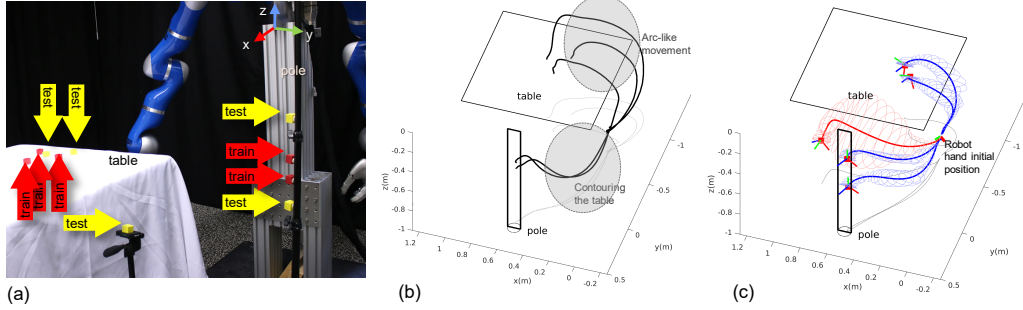 z
x
y
pole
test
test
test
train
train
test
table
train
train
train
test
(a)
Arc-like
movement
table
Contouring
the table
pole
0
-0.2
-0.4
-0.6
-0.8
-1
z(m)
1.2
1
0.8
0.6
0.4
0.2
0
-0.2
x(m)
0.5
0
-0.5
-1
y(m)
(b)
table
Robot
hand initial
position
pole
0
-0.2
-0.4
-0.6
-0.8
-1
z(m)
1.2
1
0.8
0.6
0.4
0.2
0
-0.2
x(m)
0.5
0
-0.5
-1
y(m)
(c)